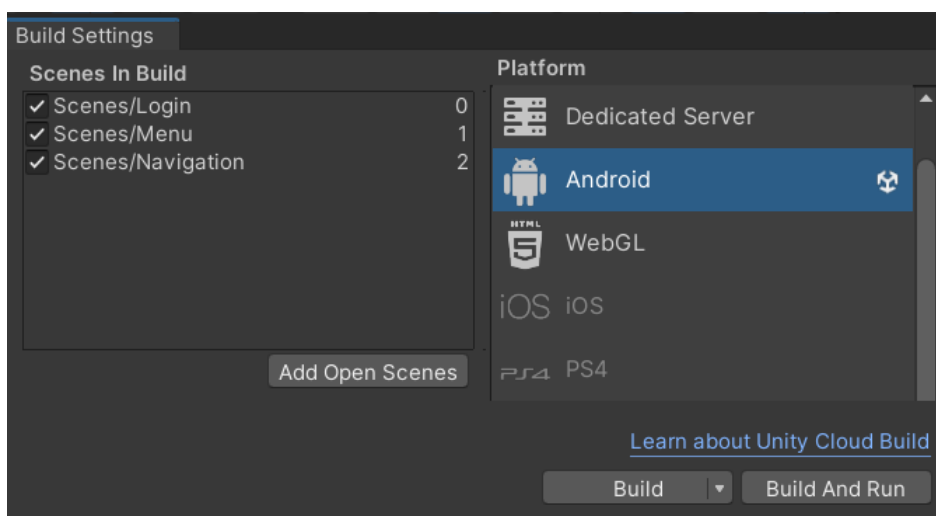 Build Settings
Scenes In Build
Scenes/Login 0
Scenes/Menu 1
Scenes/Navigation 2
Add Open Scenes
Platform
Dedicated Server
Android
HTML
5
WebGL
iOS iOS
PS4 PS4
Learn about Unity Cloud Build
Build
Build And Run